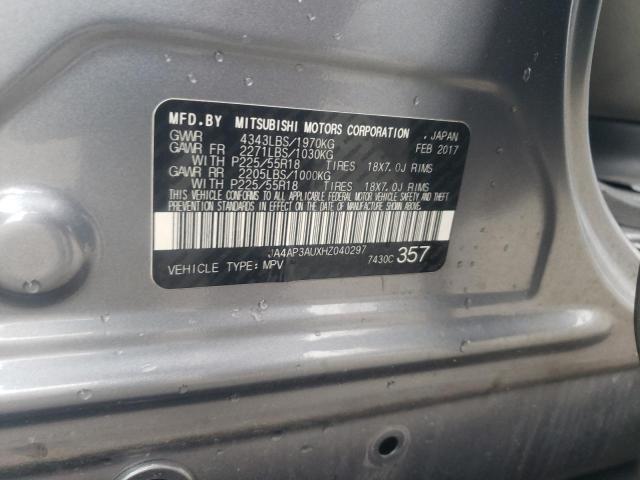 MFD.BY MITSUBISHI MOTORS CORPORATION , JAPAN
GVWR 4343LBS/1970KG FEB 2017
GAWR FR 2271LBS/1030KG
WITH P225/55R18 TIRES 18X7.0J RIMS
GAWR RR 2205LBS/1000KG
WITH P225/55R18 TIRES 18X7.0J RIMS
THIS VEHICLE CONFORMS TO ALL APPLICABLE FEDERAL MOTOR VEHICLE SAFETY AND THEFT
PREVENTION STANDARDS IN EFFECT ON THE DATE OF MANUFACTURE SHOWN ABOVE.
JA4AP3AUXHZ040297
VEHICLE TYPE: MPV 7430C 357